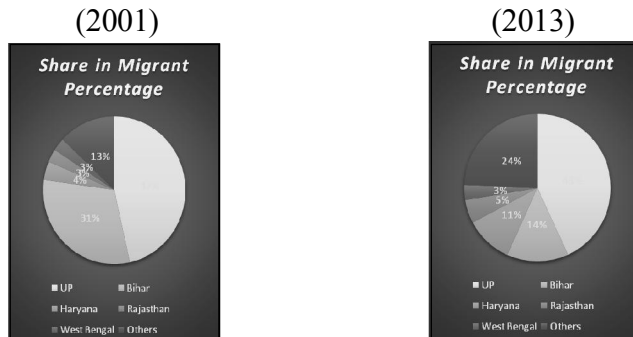 (2001)
Share in Migrant
Percentage
13%
3%
3%
4%
31%
UP
Bihar
Haryana
Rajasthan
West Bengal
Others
(2013)
Share in Migrant
Percentage
24%
3%
5%
11%
14%
UP
Bihar
Haryana
Rajasthan
West Bengal
Others